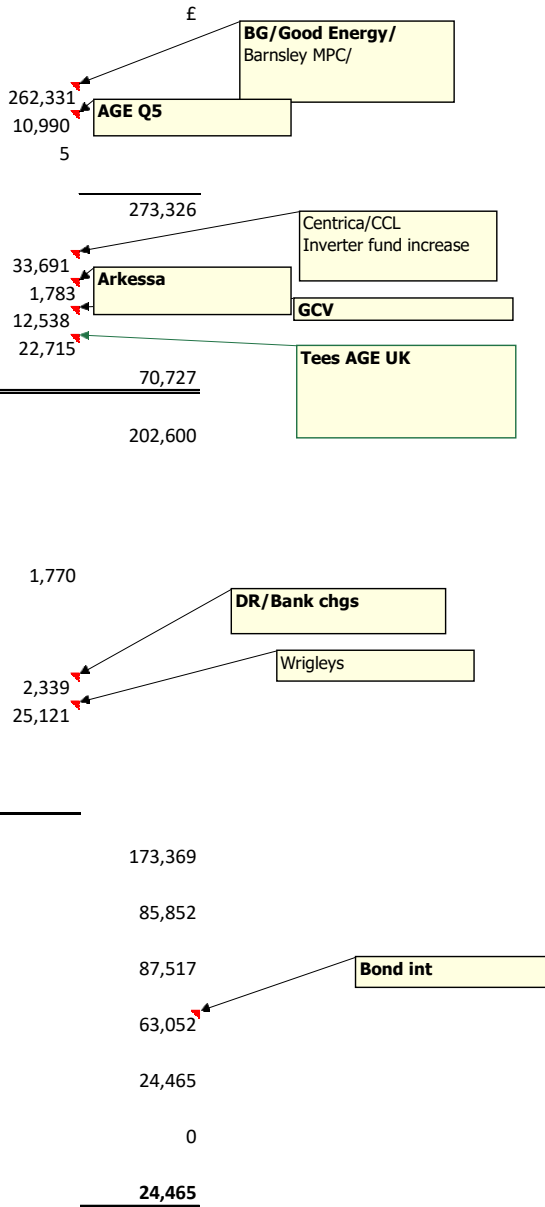 £
BG/Good Energy/
Barnsley MPC/
262,331
AGE Q5
10,990
5
273,326
Centrica/CCL
Inverter fund increase
33,691
Arkessa
1,783
GCV
12,538
22,715
Tees AGE UK
70,727
202,600
1,770
DR/Bank chgs
Wrigleys
2,339
25,121
173,369
85,852
87,517
Bond int
63,052
24,465
0
24,465